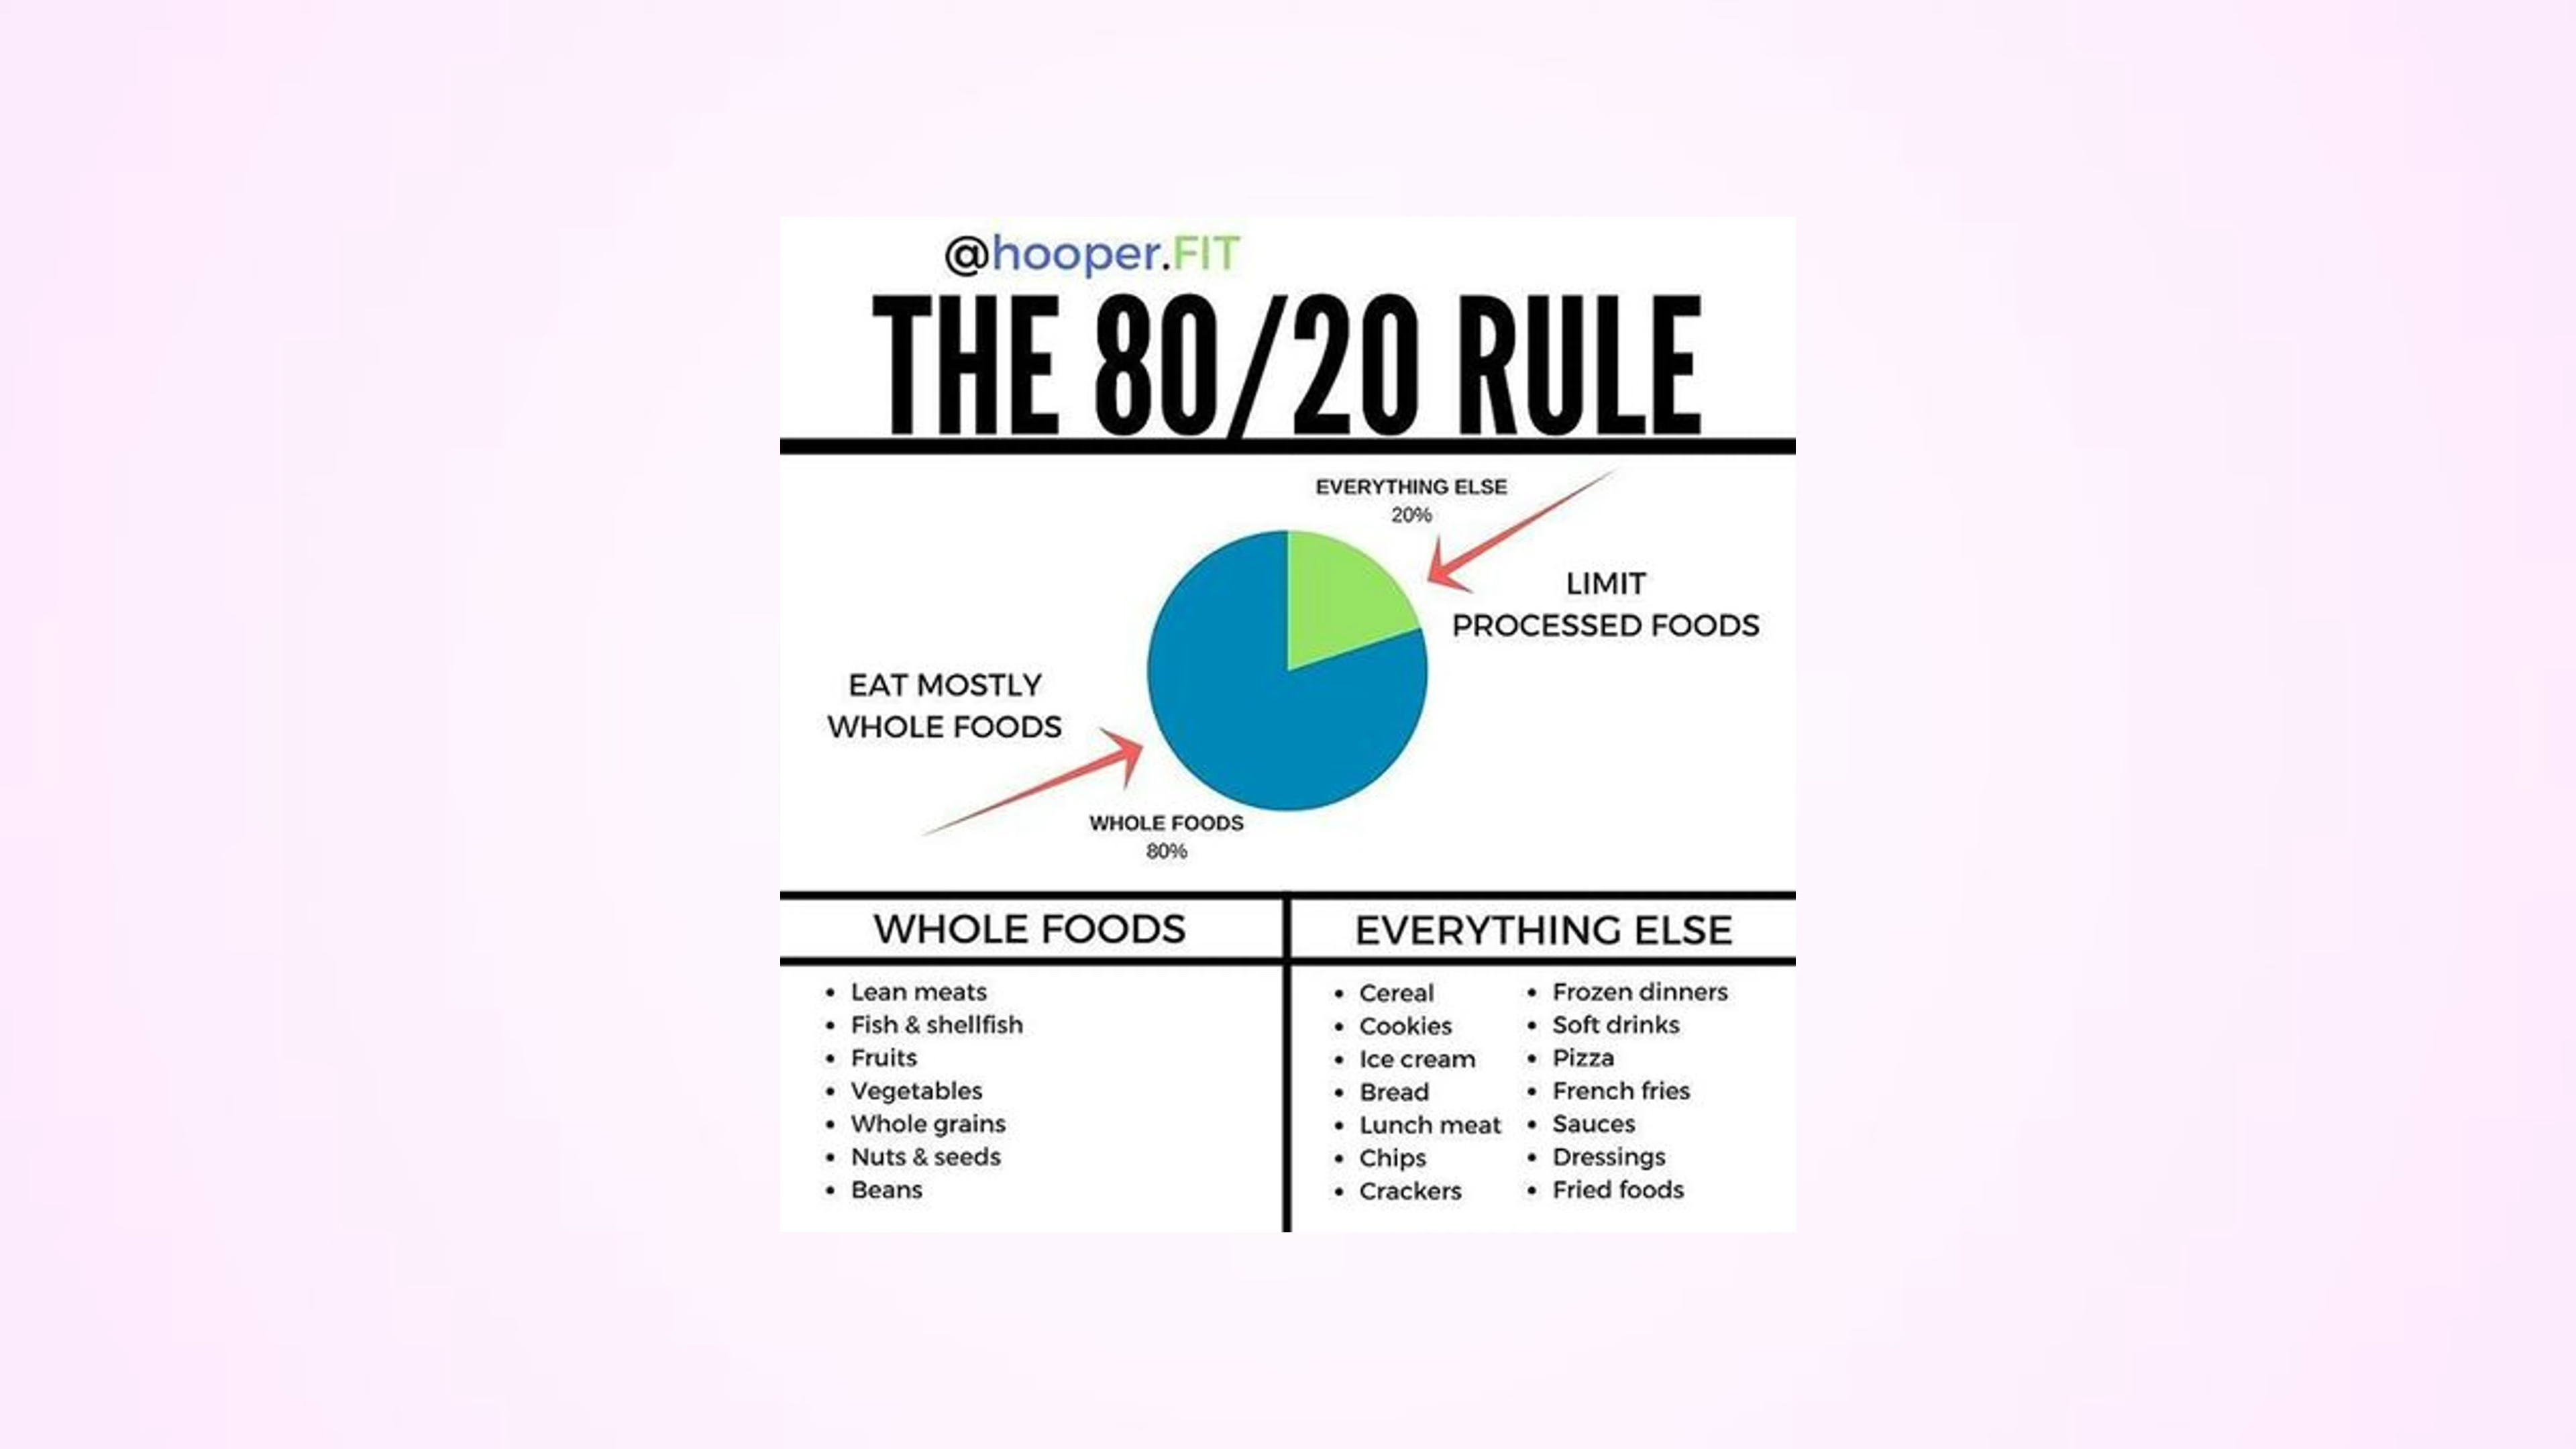 @hooper.FIT
THE 80/20 RULE
EVERYTHING ELSE
20%
LIMIT
PROCESSED FOODS
EAT MOSTLY
WHOLE FOODS
WHOLE FOODS
80%
WHOLE FOODS
• Lean meats
• Fish & shellfish
• Fruits
• Vegetables
• Whole grains
• Nuts & seeds
• Beans
EVERYTHING ELSE
• Cereal
• Cookies
• Ice cream
• Bread
• Lunch meat
• Chips
• Crackers
• Frozen dinners
• Soft drinks
• Pizza
• French fries
• Sauces
• Dressings
• Fried foods